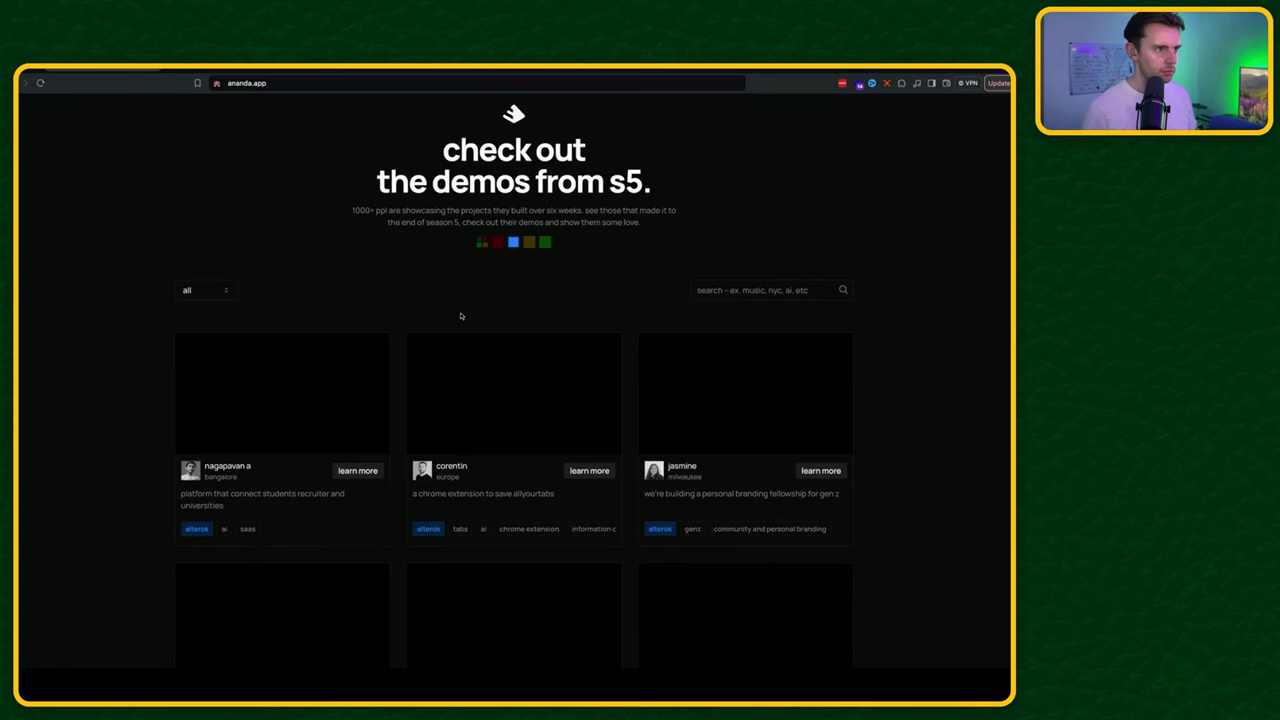 ananda.app
VPN
Update
check out
the demos from s5.
1000+ ppl are showcasing the projects they built over six weeks. see those that made it to
the end of season 5, check out their demos and show them some love.
all
search – ex. music, nyc, ai, etc
nagapavan a
bangalore
learn more
platform that connect students recruiter and
universities
alterok ai saas
corentin
europe
learn more
a chrome extension to save allyourtabs
alterok tabs ai chrome extension information c
jasmine
milwaukee
learn more
we're building a personal branding fellowship for gen z
alterok genz community and personal branding